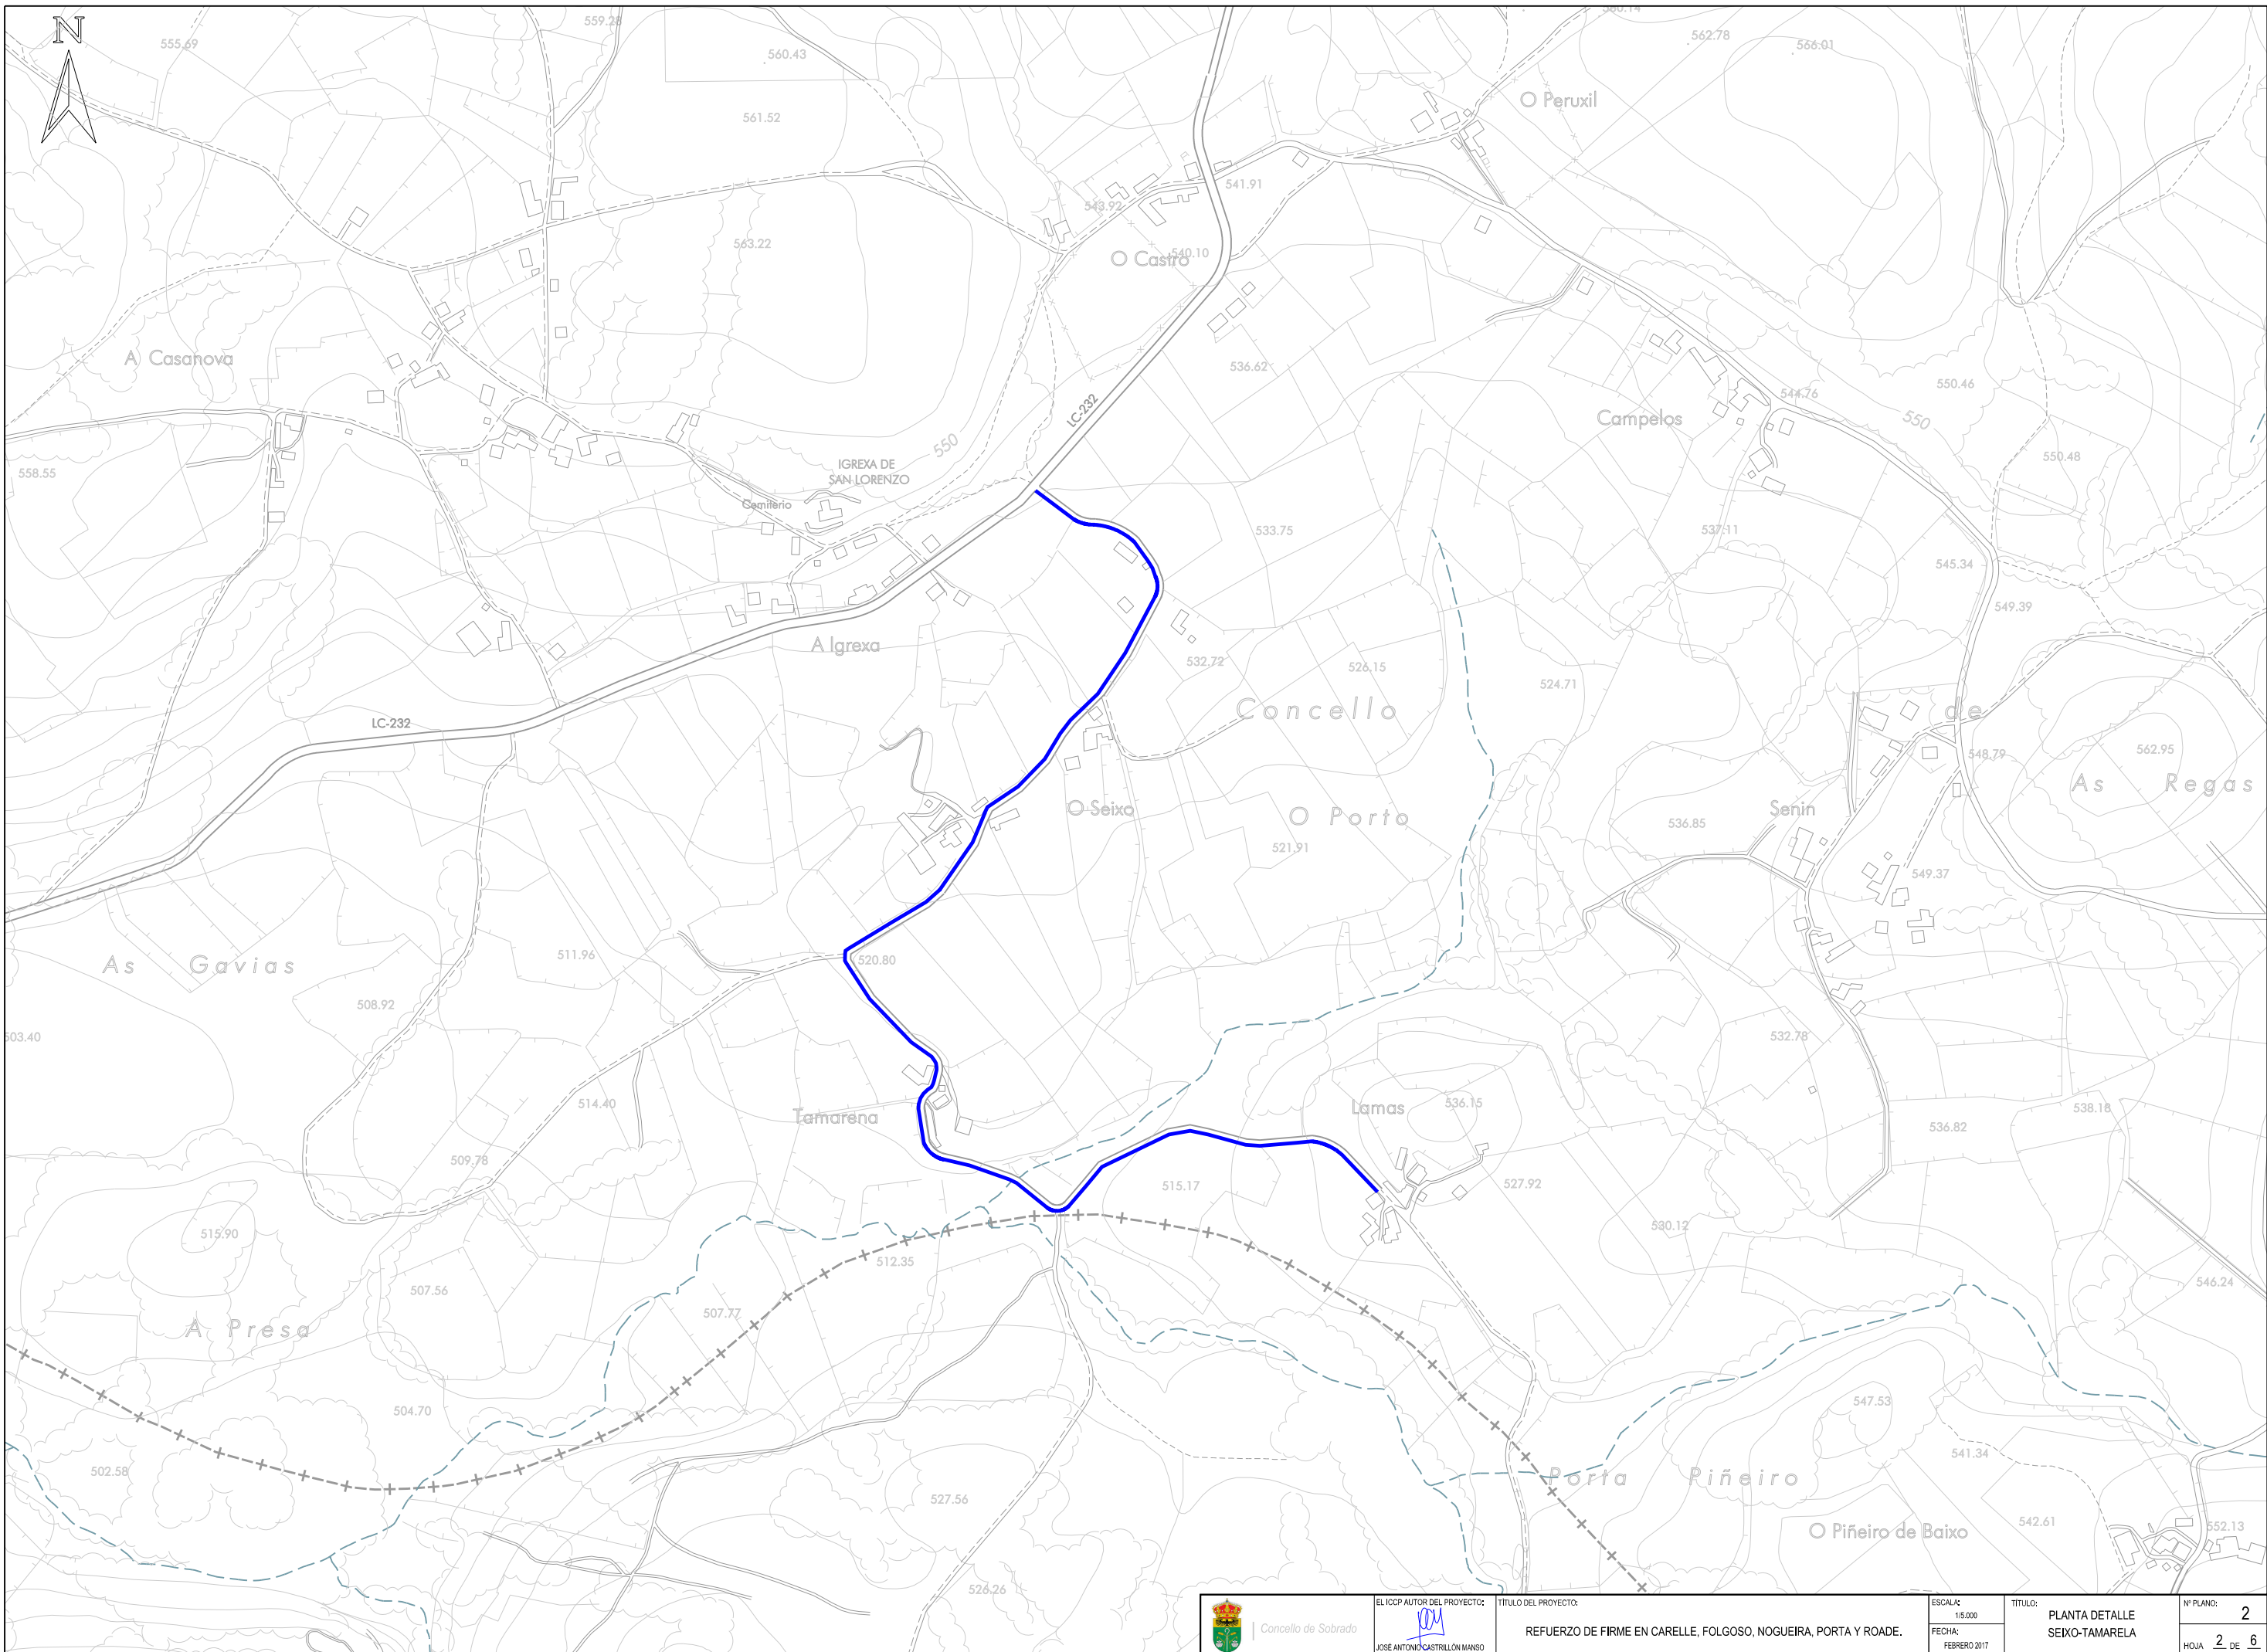 N
555.69
559.28
560.43
562.78
566.01
561.52
O Peruxil
541.91
543.92
563.22
O Castro
540.10
A Casanova
536.62
LC-232
550.46
544.76
550
Campelos
550
550.48
558.55
IGREXA DE
SAN LORENZO
Cemiterio
533.75
537.11
545.34
549.39
A Igrexa
532.72
526.15
524.71
Concello
de
LC-232
548.79
562.95
As Regas
O Seixo
O Porto
Senin
536.85
521.91
549.37
511.96
520.80
As Gavias
508.92
503.40
532.78
514.40
Tamarena
Lamas
536.15
538.18
536.82
509.78
515.17
527.92
530.12
515.90
512.35
507.56
507.77
546.24
A Presa
547.53
504.70
541.34
502.58
Porta Piñeiro
527.56
542.61
552.13
O Piñeiro de Baixo
526.26
Concello de Sobrado
EL ICCP AUTOR DEL PROYECTO:
JOSÉ ANTONIO CASTRILLÓN MANSO
TÍTULO DEL PROYECTO:
REFUERZO DE FIRME EN CARELLE, FOLGOSO, NOGUEIRA, PORTA Y ROADE.
ESCALA:
1/5.000
FECHA:
FEBRERO 2017
TÍTULO:
PLANTA DETALLE
SEIXO-TAMARELA
Nº PLANO:
2
HOJA 2 DE 6